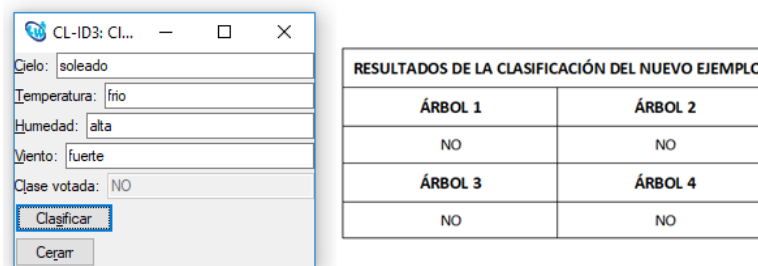 CL-ID3: Cl...
Cielo: soleado
Temperatura: frio
Humedad: alta
Viento: fuerte
Clase votada: NO
Clasificar
Cerarr
RESULTADOS DE LA CLASIFICACIÓN DEL NUEVO EJEMPLO
ÁRBOL 1 ÁRBOL 2
NO NO
ÁRBOL 3 ÁRBOL 4
NO NO